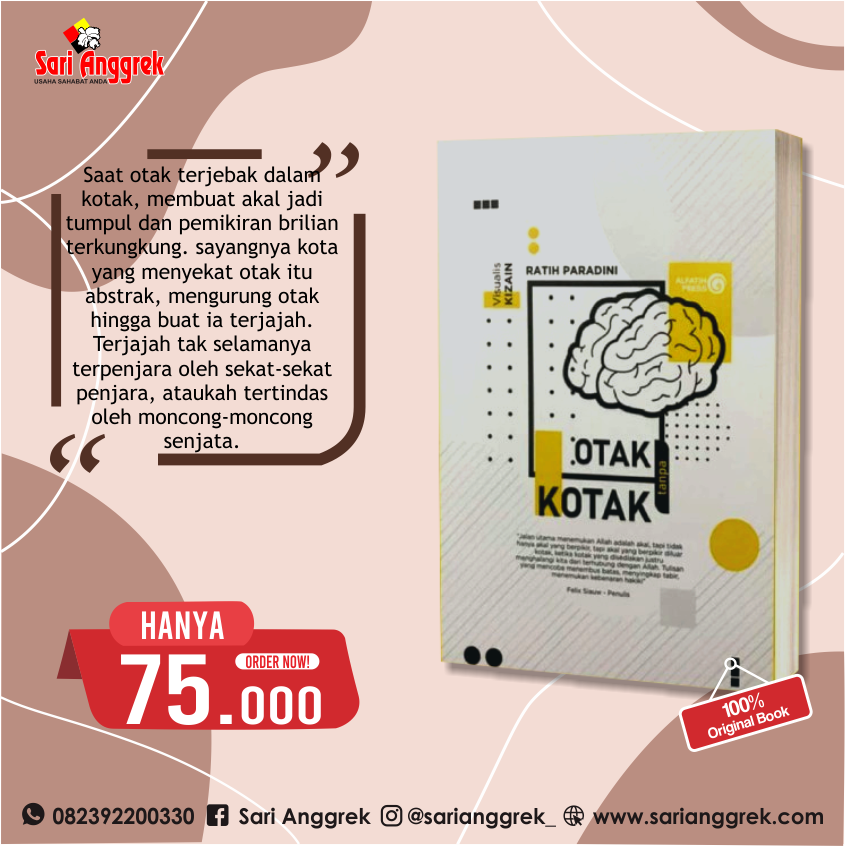 Sari Anggrek
USAHA SAHABAT ANDA
Saat otak terjebak dalam
kotak, membuat akal jadi
tumpul dan pemikiran brilian
terkungkung. sayangnya kota
yang menyekat otak itu
abstrak, mengurung otak
hingga buat ia terjajah.
Terjajah tak selamanya
terpenjara oleh sekat-sekat
penjara, ataukah tertindas
oleh moncong-moncong
senjata.
Visualis
KIZAIN
RATIH PARADINI
ALFATIH
PRESS
OTAK
tanpa
KOTAK
"Jalan utama menemukan Allah adalah akal, tapi tidak
hanya akal yang berpikir, tapi akal yang berpikir diluar
kotak, ketika kotak yang disediakan justru
menghalangi kita dari terhubung dengan Allah. Tulisan
yang mencoba menembus batas, menyingkap tabir,
menemukan kebenaran hakiki"
Felix Siauw - Penulis
HANYA
75.000
ORDER NOW!
100%
Original Book
082392200330 Sari Anggrek @sarianggrek_ www.sarianggrek.com